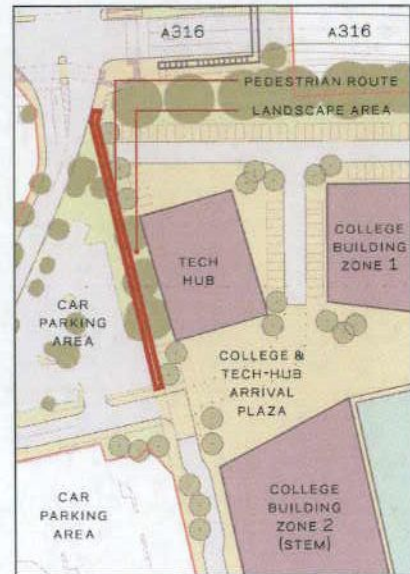 A316
A316
PEDESTRIAN ROUTE
LANDSCAPE AREA
TECH
HUB
COLLEGE
BUILDING
ZONE 1
CAR
PARKING
AREA
COLLEGE &
TECH-HUB
ARRIVAL
PLAZA
CAR
PARKING
AREA
COLLEGE
BUILDING
ZONE 2
(STEM)